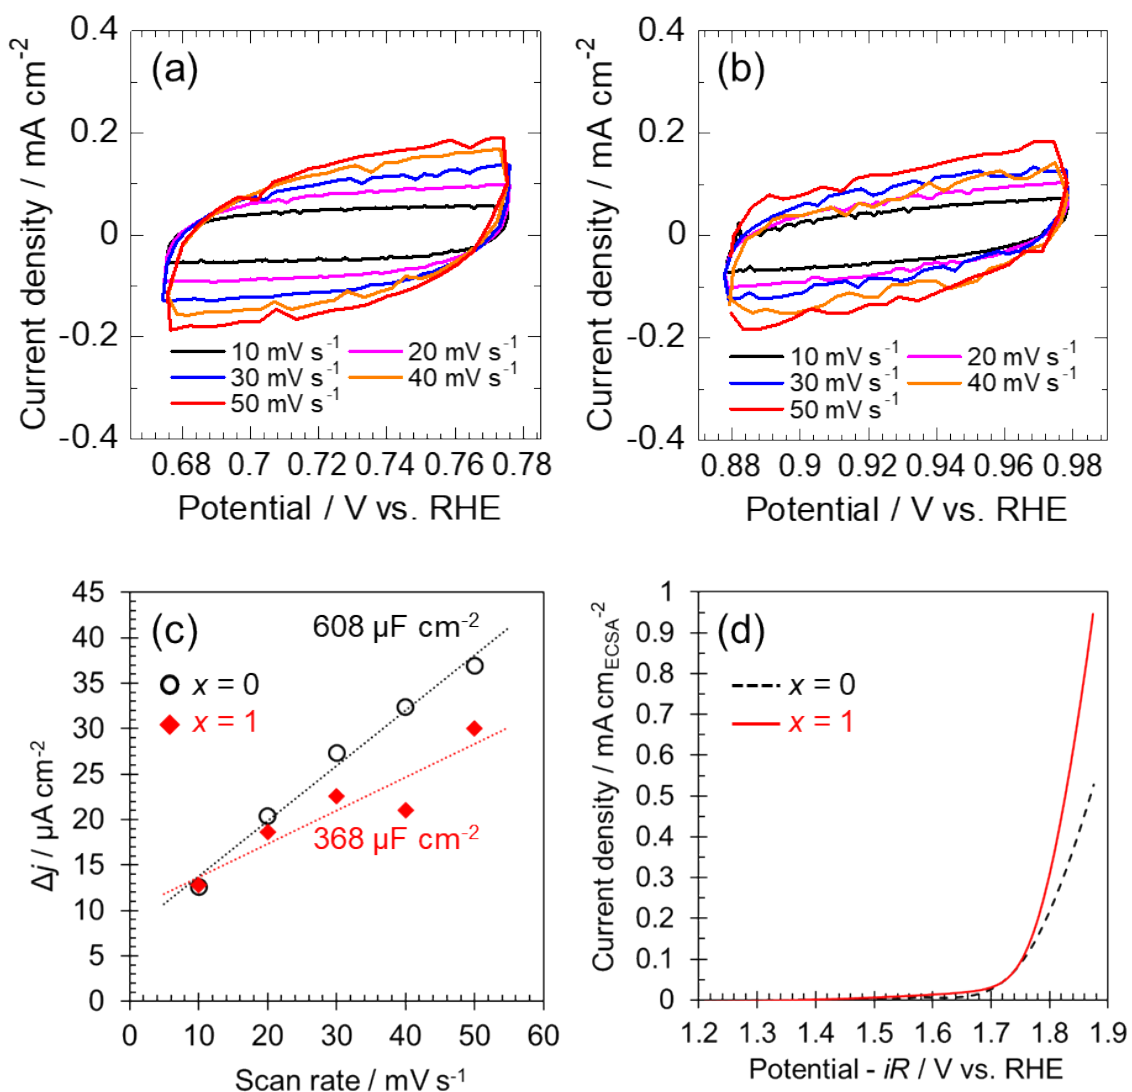 (a)
0.4
0.2
0
-0.2
-0.4
Current density / mA cm-2
10 mV s-1 20 mV s-1
30 mV s-1 40 mV s-1
50 mV s-1
0.68 0.7 0.72 0.74 0.76 0.78
Potential / V vs. RHE
(b)
0.4
0.2
0
-0.2
-0.4
Current density / mA cm-2
10 mV s-1 20 mV s-1
30 mV s-1 40 mV s-1
50 mV s-1
0.88 0.9 0.92 0.94 0.96 0.98
Potential / V vs. RHE
(c)
45
40
35
30
25
20
15
10
5
0
Δj / µA cm-2
608 µF cm-2
x = 0
x = 1
368 µF cm-2
0 10 20 30 40 50 60
Scan rate / mV s-1
(d)
1
0.9
0.8
0.7
0.6
0.5
0.4
0.3
0.2
0.1
0
Current density / mA cmECSA-2
x = 0
x = 1
1.2 1.3 1.4 1.5 1.6 1.7 1.8 1.9
Potential - iR / V vs. RHE